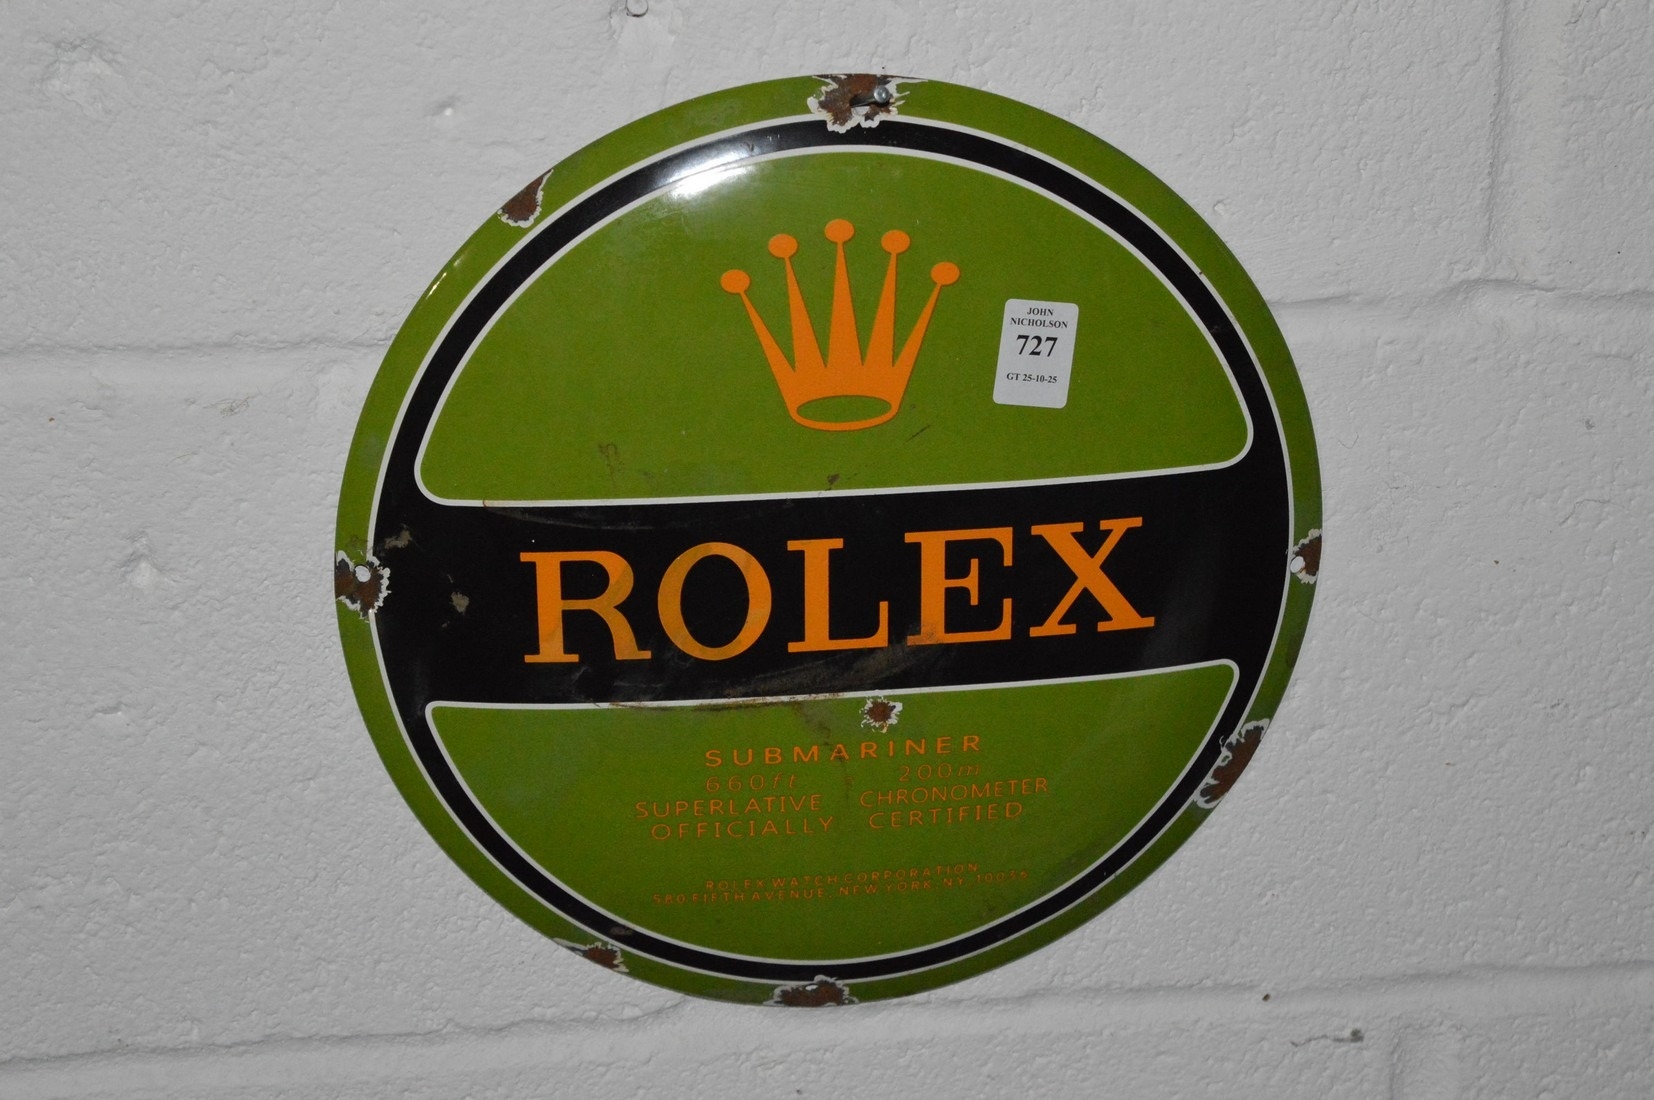 JOHN
NICHOLSON
727
GT 25-10-25
ROLEX
SUBMARINER
660ft 200m
SUPERLATIVE CHRONOMETER
OFFICIALLY CERTIFIED
ROLEX WATCH CORPORATION
580 FIFTH AVENUE, NEW YORK, NY 10036